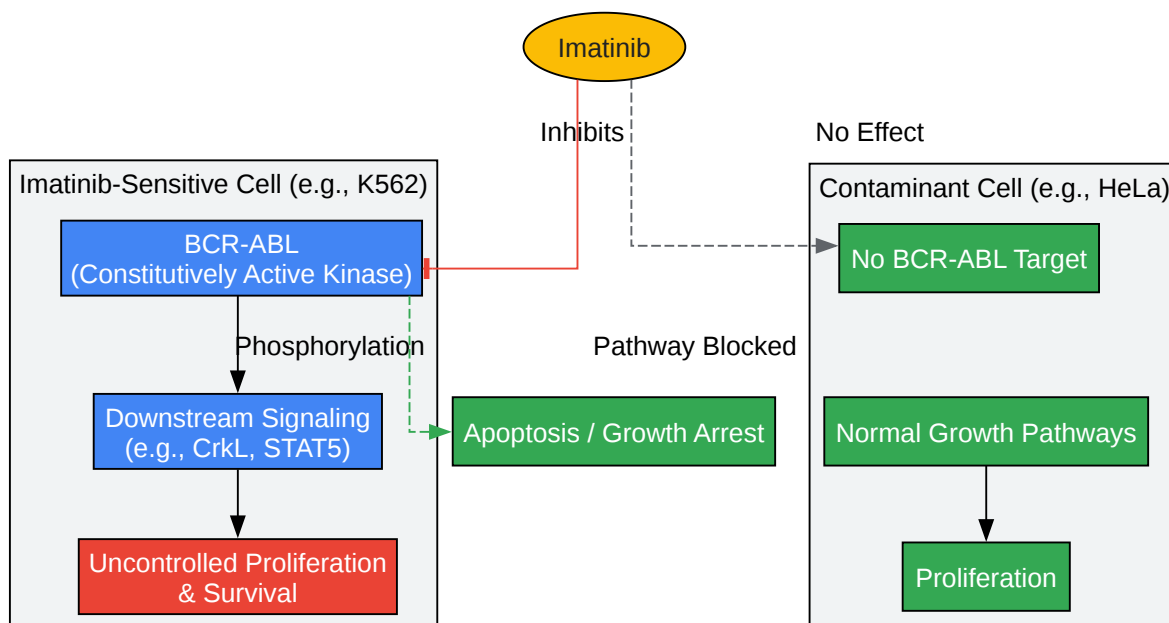 Imatinib
Inhibits
No Effect
Imatinib-Sensitive Cell (e.g., K562)
BCR-ABL
(Constitutively Active Kinase)
Phosphorylation
Downstream Signaling
(e.g., CrkL, STAT5)
Uncontrolled Proliferation
& Survival
Pathway Blocked
Apoptosis / Growth Arrest
Contaminant Cell (e.g., HeLa)
No BCR-ABL Target
Normal Growth Pathways
Proliferation